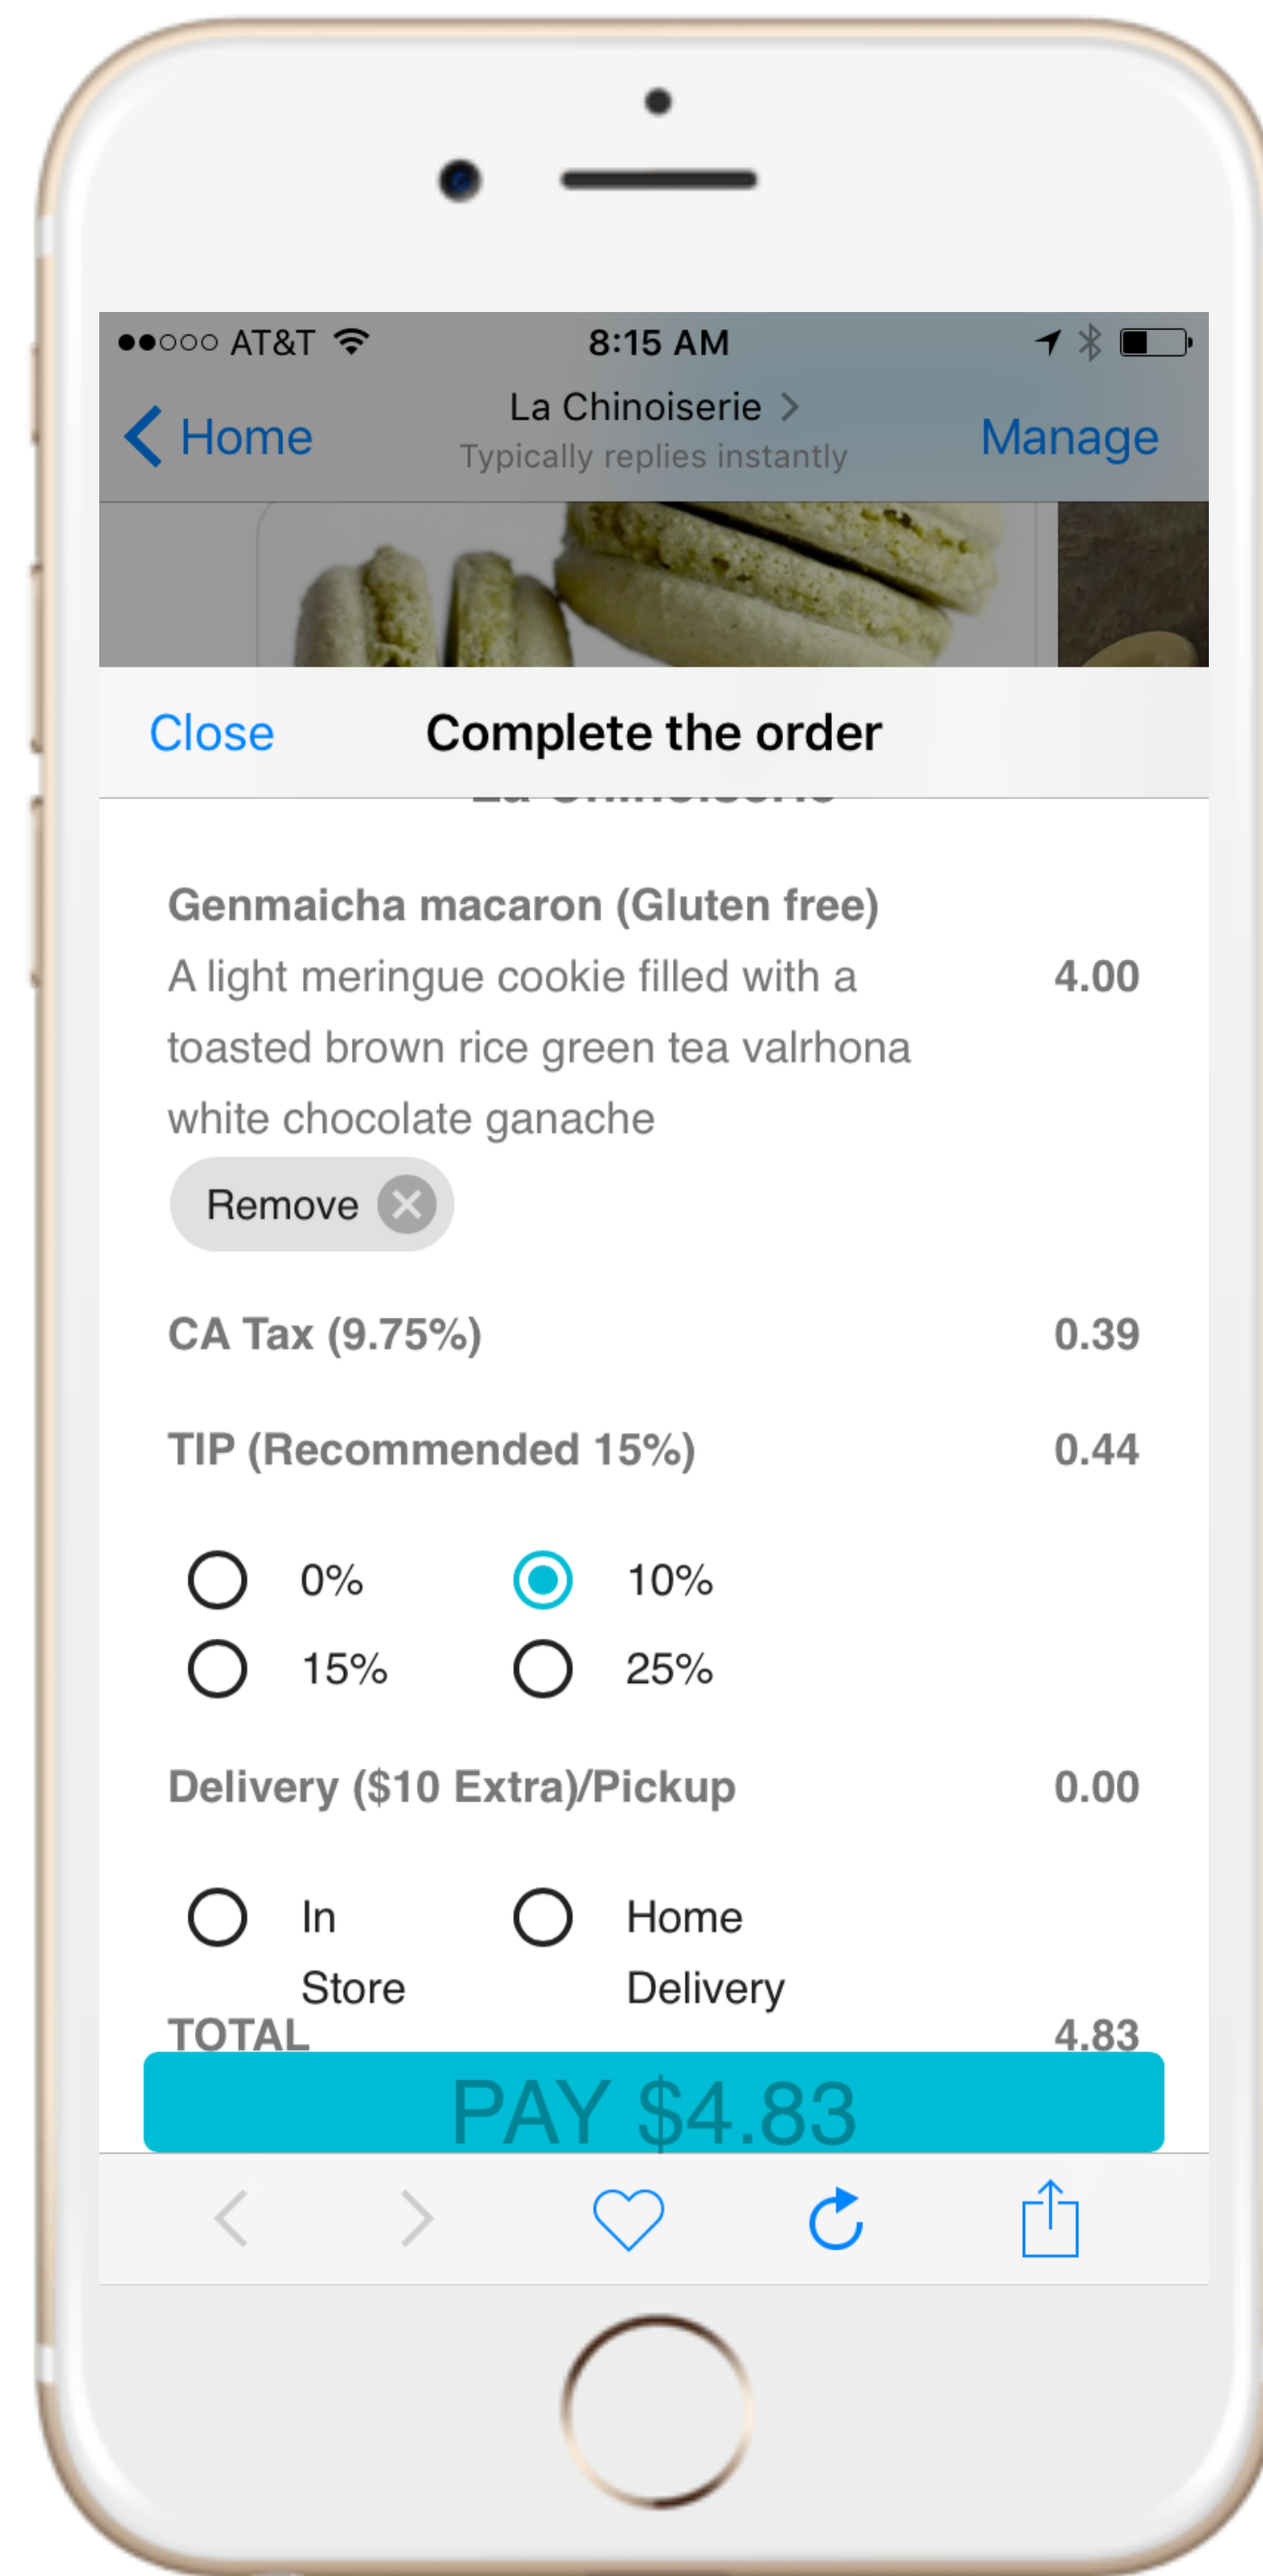 AT&T 8:15 AM
Home La Chinoiserie Manage
Typically replies instantly
Close Complete the order
Genmaicha macaron (Gluten free)
A light meringue cookie filled with a 4.00
toasted brown rice green tea valrhona
white chocolate ganache
Remove
CA Tax (9.75%) 0.39
TIP (Recommended 15%) 0.44
0% 10%
15% 25%
Delivery ($10 Extra)/Pickup 0.00
In Home
Store Delivery
TOTAL 4.83
PAY $4.83